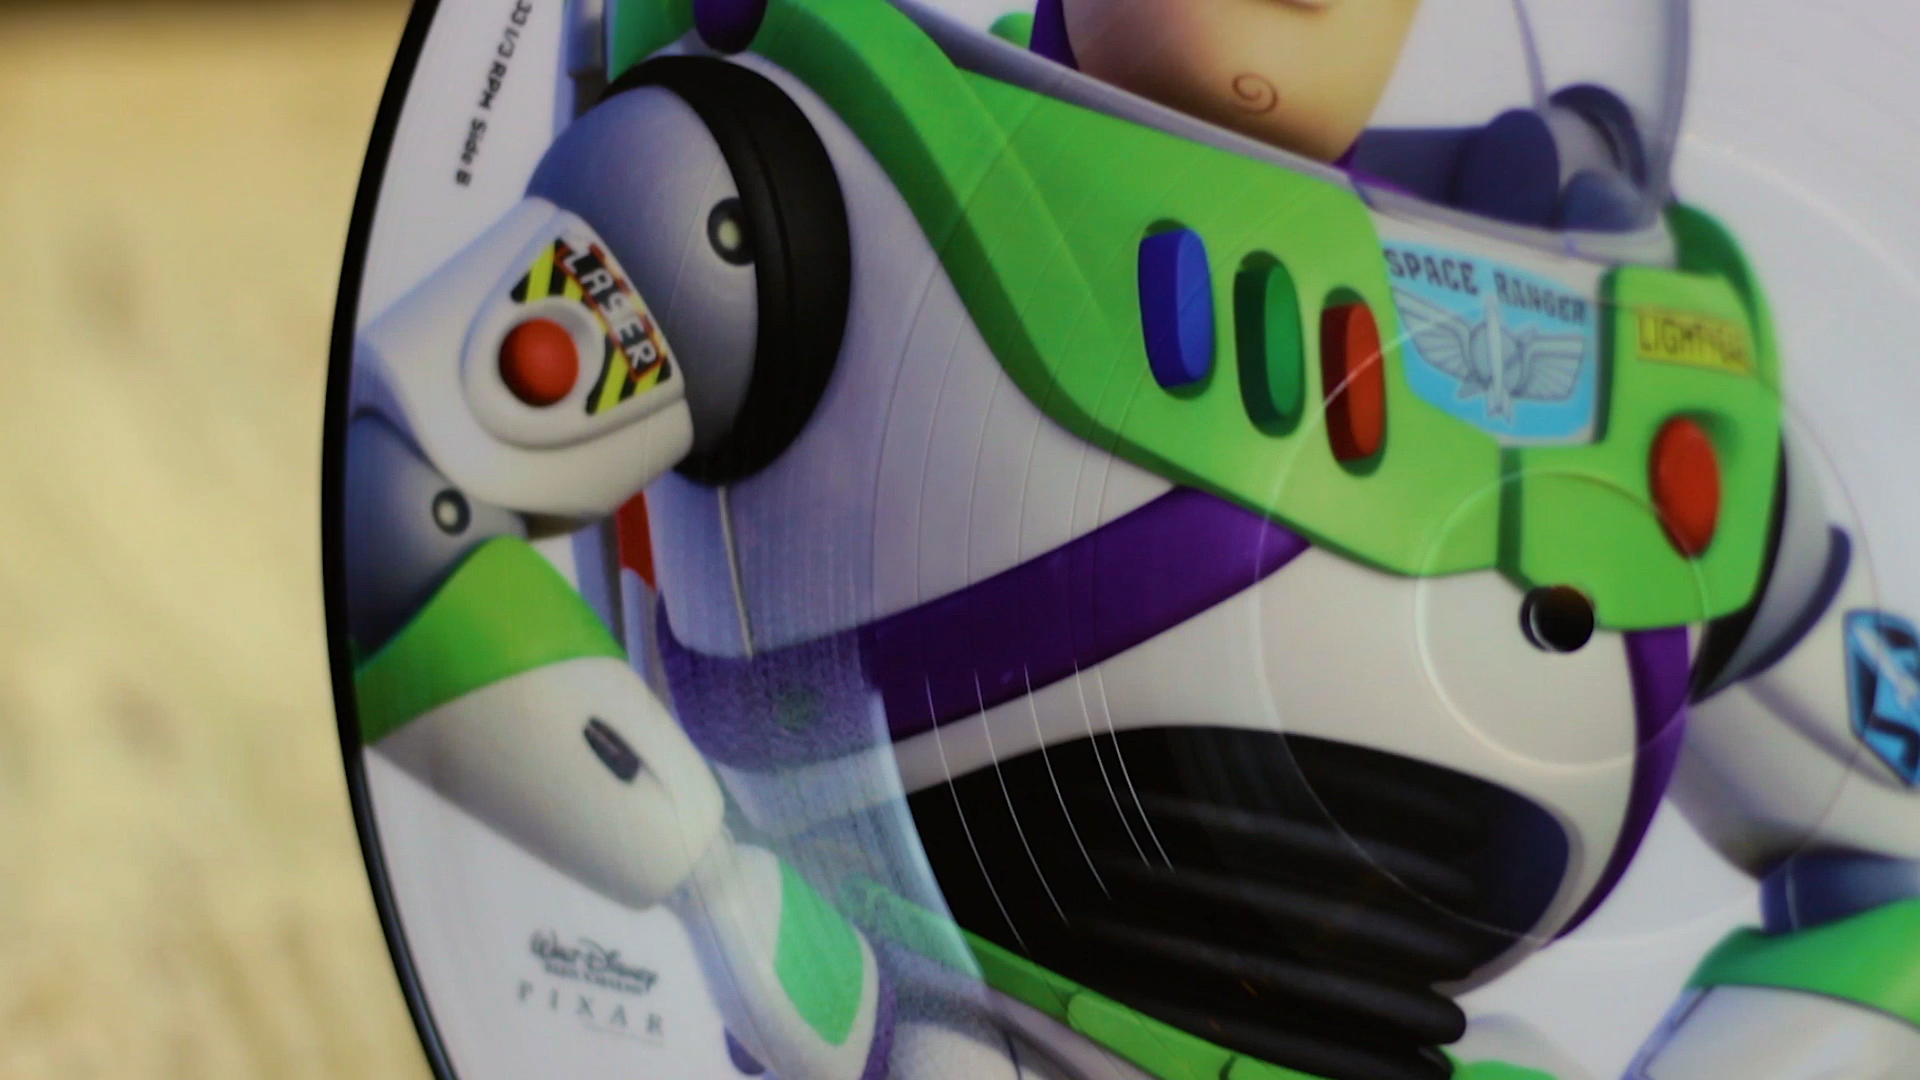 33 1/3 RPM Side B
LASER
SPACE RANGER
LIGHTYEAR
WALT DISNEY
PIXAR